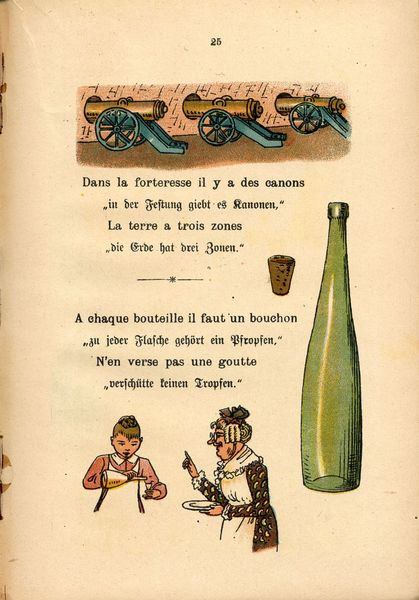 25
Dans la forteresse il y a des canons
„in der Festung giebt es Kanonen,“
La terre a trois zones
„die Erde hat drei Zonen.“
A chaque bouteille il faut un bouchon
„zu jeder Flasche gehört ein Pfropfen,“
N'en verse pas une goutte
„verschütte keinen Tropfen.“